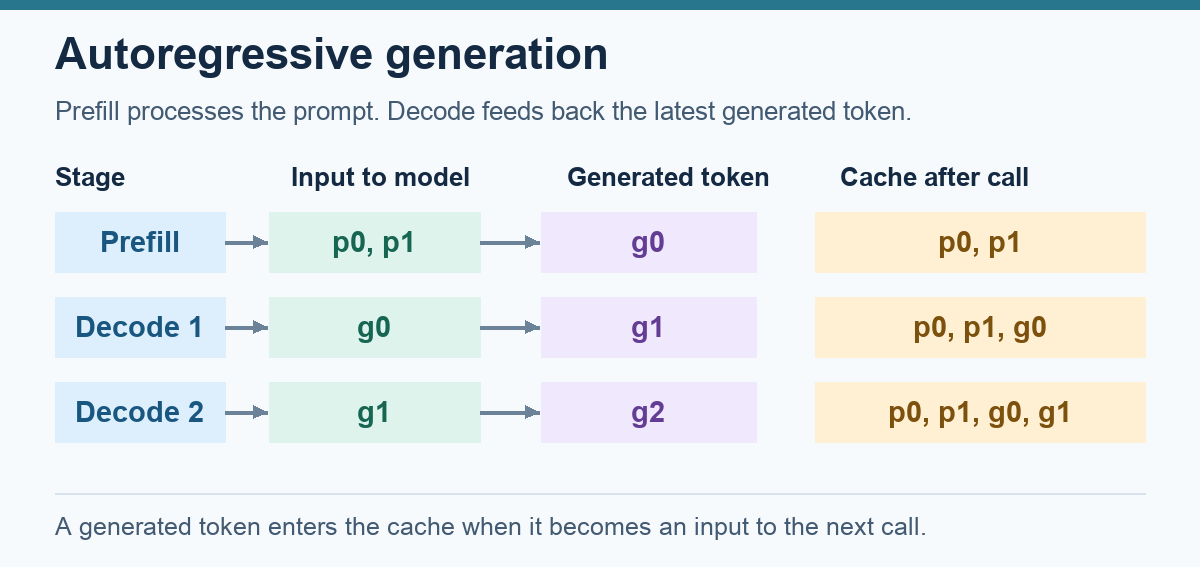 Autoregressive generation
Prefill processes the prompt. Decode feeds back the latest generated token.
Stage Input to model Generated token Cache after call
Prefill p0, p1 g0 p0, p1
Decode 1 g0 g1 p0, p1, g0
Decode 2 g1 g2 p0, p1, g0, g1
A generated token enters the cache when it becomes an input to the next call.